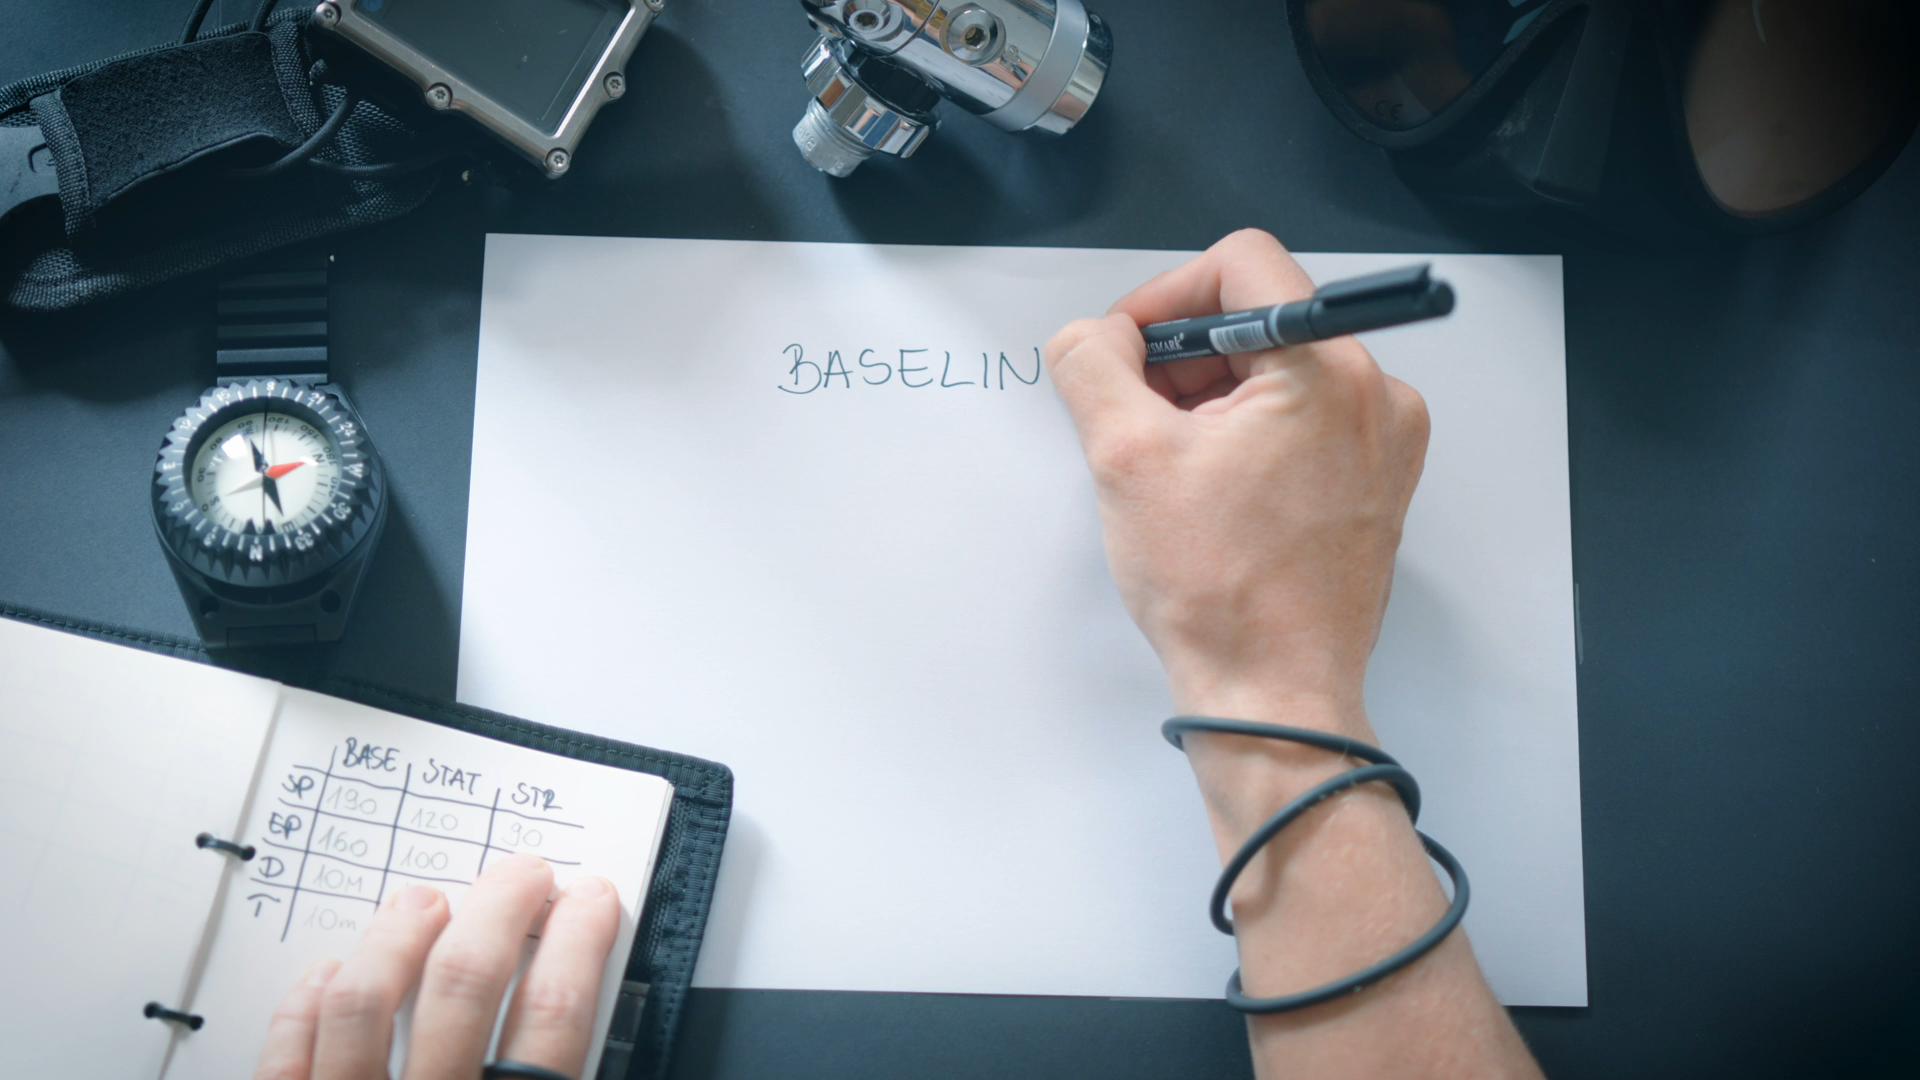 BASELIN
BASE STAT STR
SP 190 120 90
EP 160 100
D 10M
T 10m